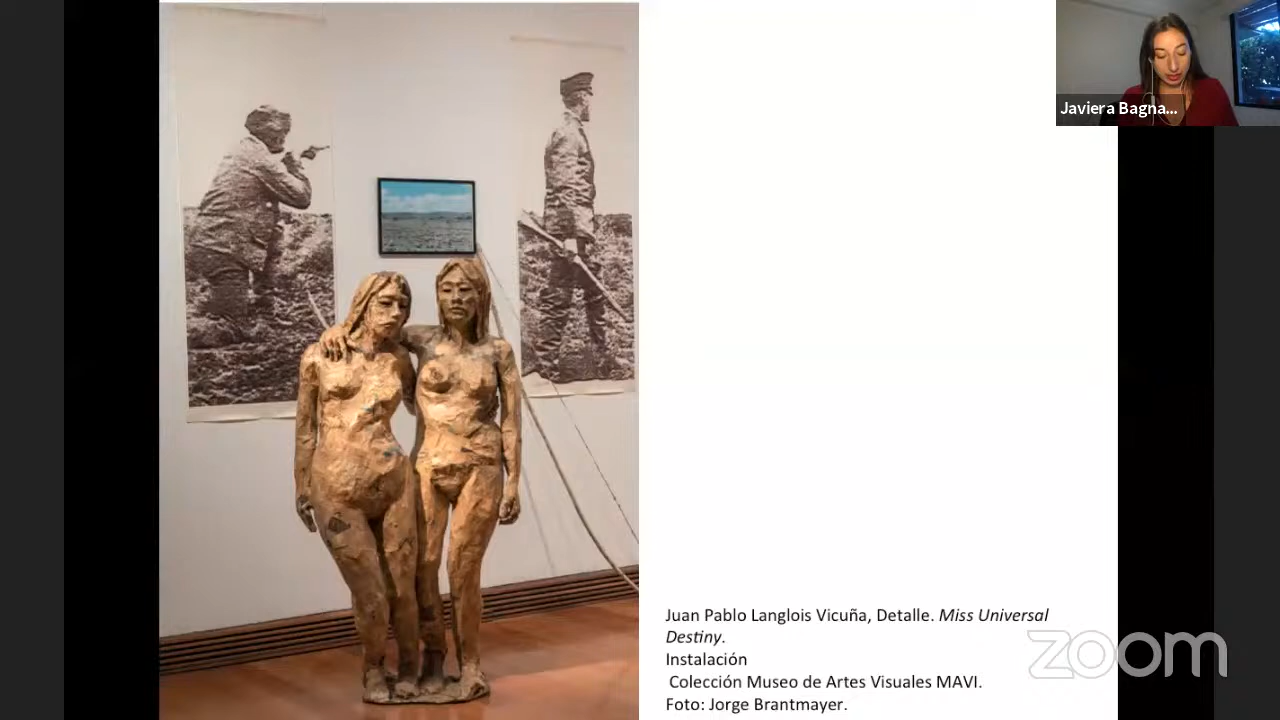 Javiera Bagna...
Juan Pablo Langlois Vicuña, Detalle. Miss Universal
Destiny.
Instalación
Colección Museo de Artes Visuales MAVI.
Foto: Jorge Brantmayer.
zoom